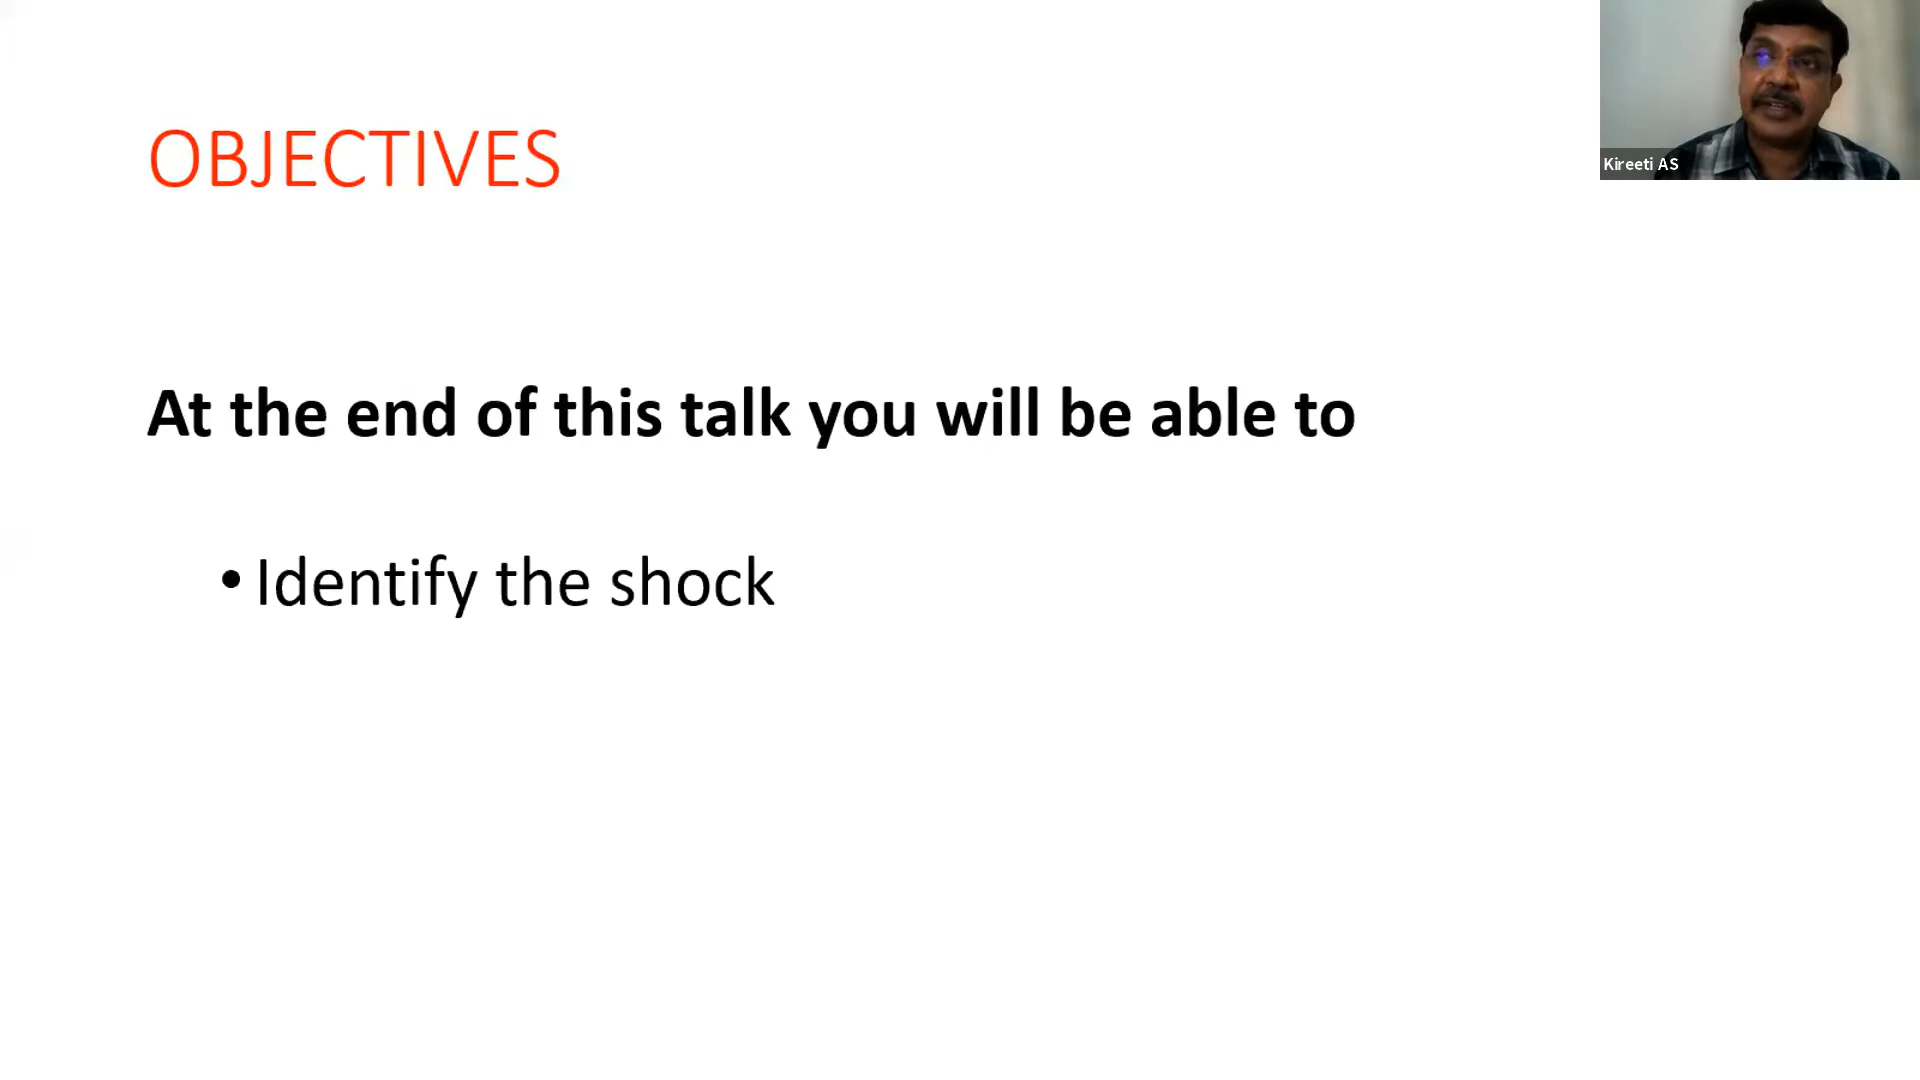 OBJECTIVES
Kireeti AS
At the end of this talk you will be able to
• Identify the shock